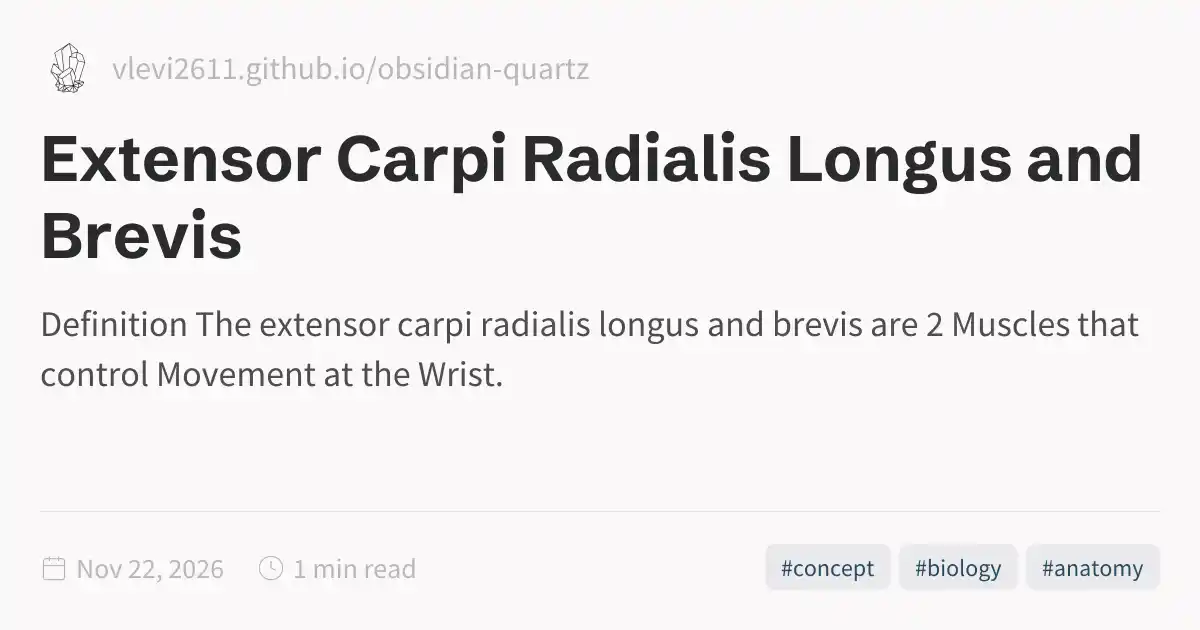 vlevi2611.github.io/obsidian-quartz
Extensor Carpi Radialis Longus and
Brevis
Definition The extensor carpi radialis longus and brevis are 2 Muscles that
control Movement at the Wrist.
Nov 22, 2026 1 min read #concept #biology #anatomy